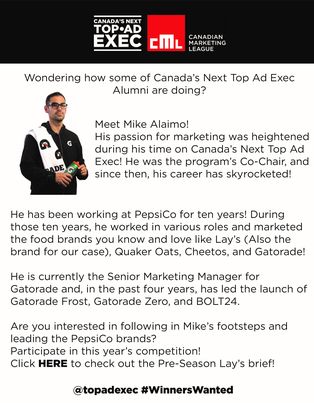 CANADA'S NEXT
TOP AD
EXEC
CML
CANADIAN
MARKETING
LEAGUE
Wondering how some of Canada's Next Top Ad Exec
Alumni are doing?
Meet Mike Alaimo!
His passion for marketing was heightened
during his time on Canada's Next Top Ad
Exec! He was the program's Co-Chair, and
since then, his career has skyrocketed!
He has been working at PepsiCo for ten years! During
those ten years, he worked in various roles and marketed
the food brands you know and love like Lay's (Also the
brand for our case), Quaker Oats, Cheetos, and Gatorade!
He is currently the Senior Marketing Manager for
Gatorade and, in the past four years, has led the launch of
Gatorade Frost, Gatorade Zero, and BOLT24.
Are you interested in following in Mike's footsteps and
leading the PepsiCo brands?
Participate in this year's competition!
Click HERE to check out the Pre-Season Lay's brief!
@topadexec #WinnersWanted